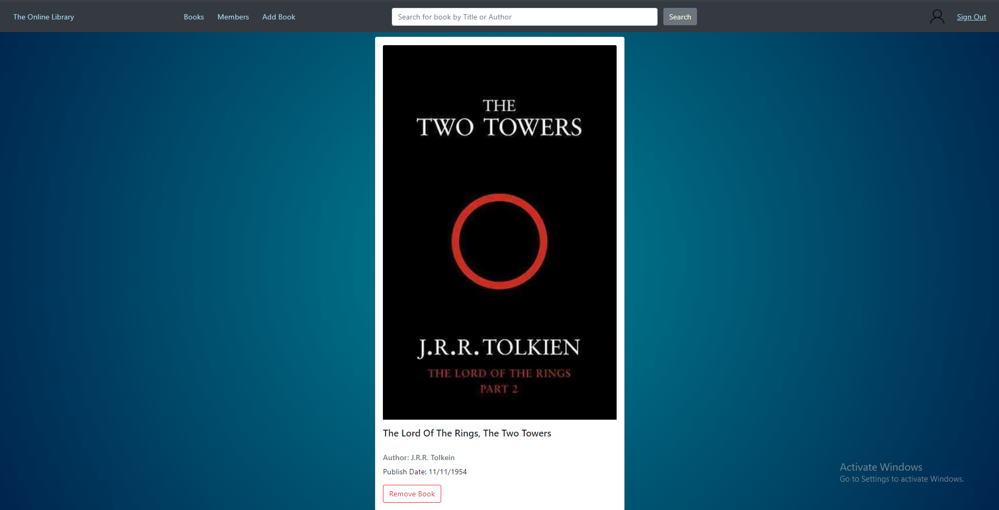 The Online Library
Books
Members
Add Book
Search for book by Title or Author
Search
Sign Out
THE
TWO TOWERS
J.R.R. TOLKIEN
THE LORD OF THE RINGS
PART 2
The Lord Of The Rings, The Two Towers
Author: J.R.R. Tolkein
Publish Date: 11/11/1954
Remove Book
Activate Windows
Go to Settings to activate Windows.